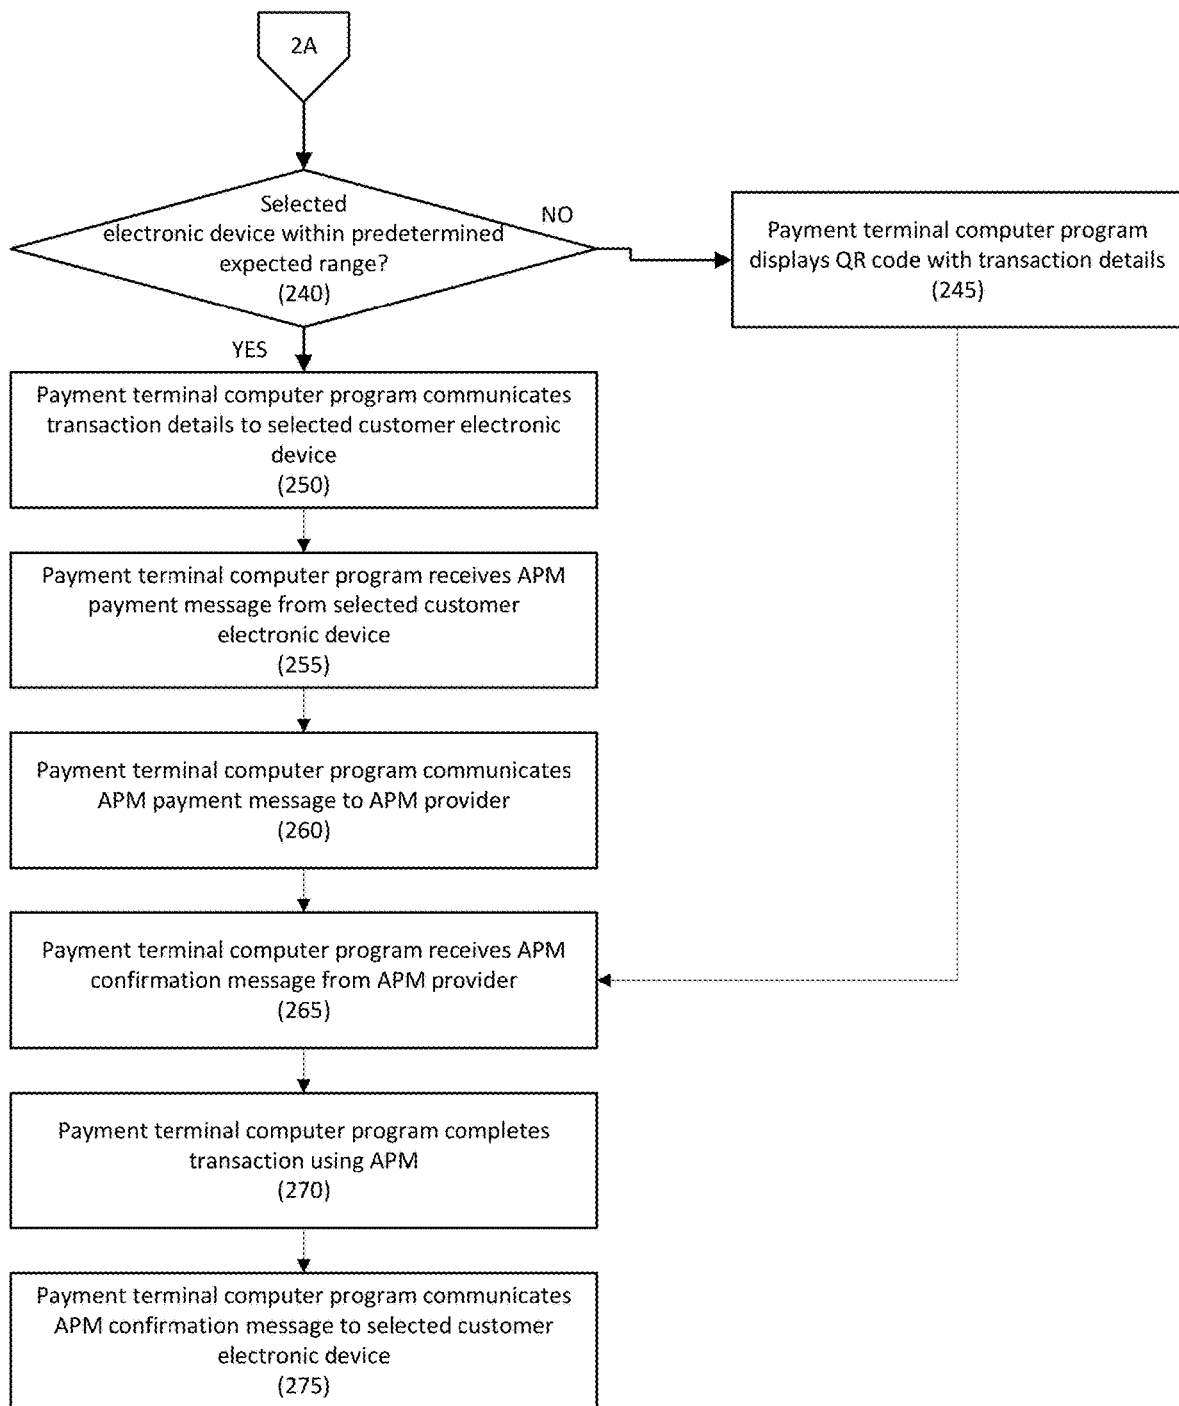 2A
Selected
electronic device within predetermined
expected range?
(240)
NO
Payment terminal computer program
displays QR code with transaction details
(245)
YES
Payment terminal computer program communicates
transaction details to selected customer electronic
device
(250)
Payment terminal computer program receives APM
payment message from selected customer
electronic device
(255)
Payment terminal computer program communicates
APM payment message to APM provider
(260)
Payment terminal computer program receives APM
confirmation message from APM provider
(265)
Payment terminal computer program completes
transaction using APM
(270)
Payment terminal computer program communicates
APM confirmation message to selected customer
electronic device
(275)